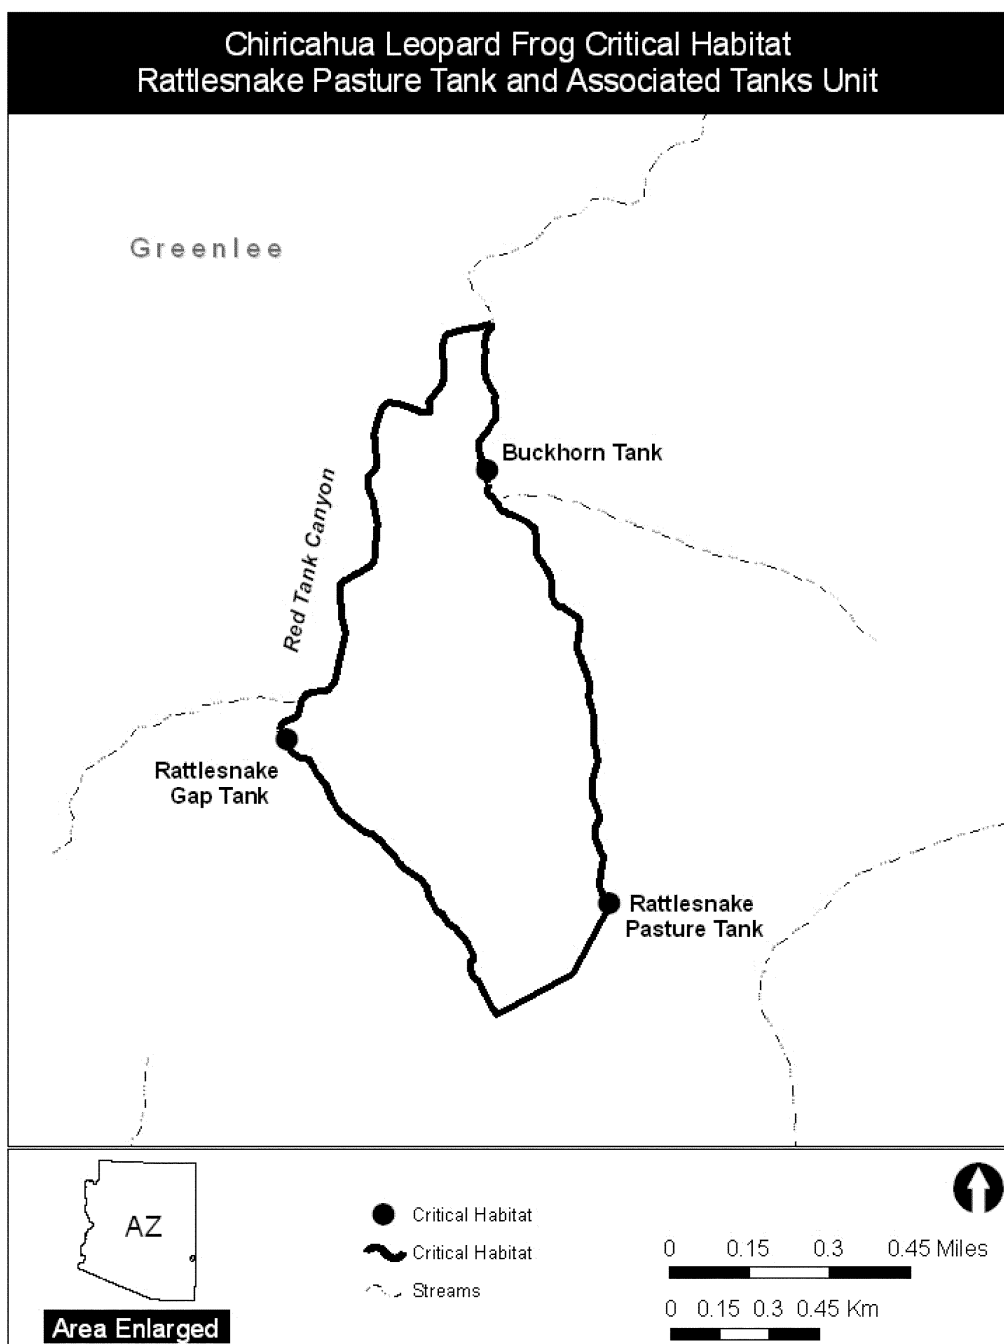 Chiricahua Leopard Frog Critical Habitat
Rattlesnake Pasture Tank and Associated Tanks Unit
Greenlee
Buckhorn Tank
Red Tank Canyon
Rattlesnake
Gap Tank
Rattlesnake
Pasture Tank
AZ
Area Enlarged
Critical Habitat
Critical Habitat
Streams
0 0.15 0.3 0.45 Miles
0 0.15 0.3 0.45 Km